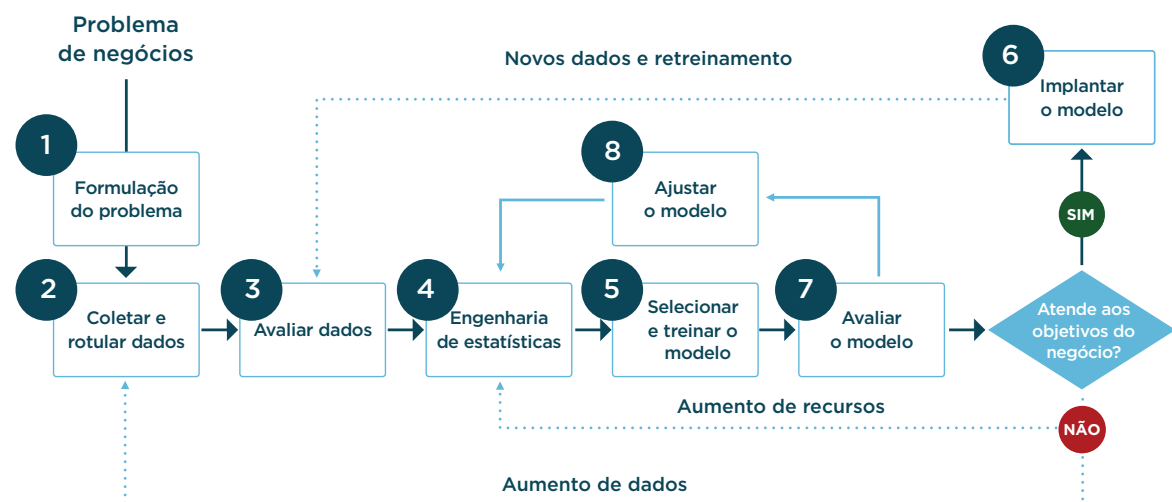 Problema
de negócios
1
Formulação
do problema
2
Coletar e
rotular dados
3
Avaliar dados
4
Engenharia
de estatísticas
5
Selecionar
e treinar o
modelo
7
Avaliar
o modelo
8
Ajustar
o modelo
Atende aos
objetivos do
negócio?
SIM
6
Implantar
o modelo
Novos dados e retreinamento
NÃO
Aumento de recursos
Aumento de dados